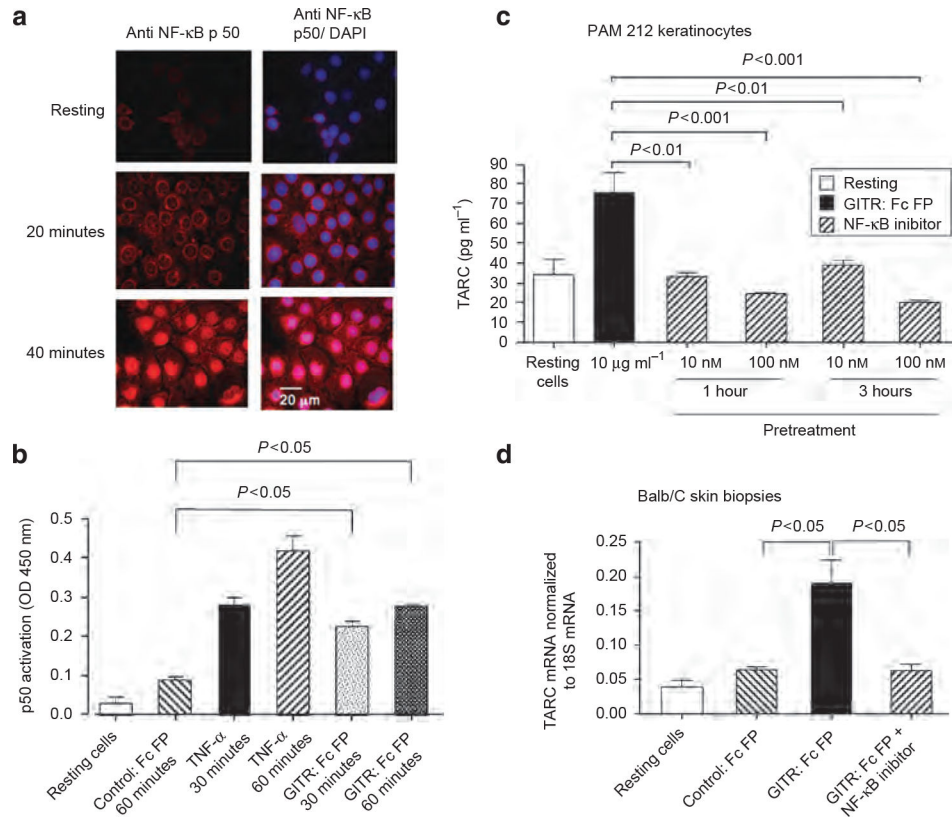 a
Anti NF-κB p 50
Anti NF-κB
p50/ DAPI
Resting
20 minutes
40 minutes
20 μm
b
P<0.05
P<0.05
p50 activation (OD 450 nm)
0.5
0.4
0.3
0.2
0.1
0.0
Resting cells
Control: Fc FP
60 minutes
TNF-α
30 minutes
TNF-α
60 minutes
GITR: Fc FP
30 minutes
GITR: Fc FP
60 minutes
c
PAM 212 keratinocytes
P<0.001
P<0.01
P<0.001
P<0.01
TARC (pg ml⁻¹)
90
80
70
60
50
40
30
20
10
0
Resting
GITR: Fc FP
NF-κB inibitor
Resting
cells
10 μg ml⁻¹
10 nM
100 nM
10 nM
100 nM
1 hour
3 hours
Pretreatment
d
Balb/C skin biopsies
P<0.05
P<0.05
TARC mRNA normalized
to 18S mRNA
0.25
0.20
0.15
0.10
0.05
0.00
Resting cells
Control: Fc FP
GITR: Fc FP
GITR: Fc FP +
NF-κB inibitor